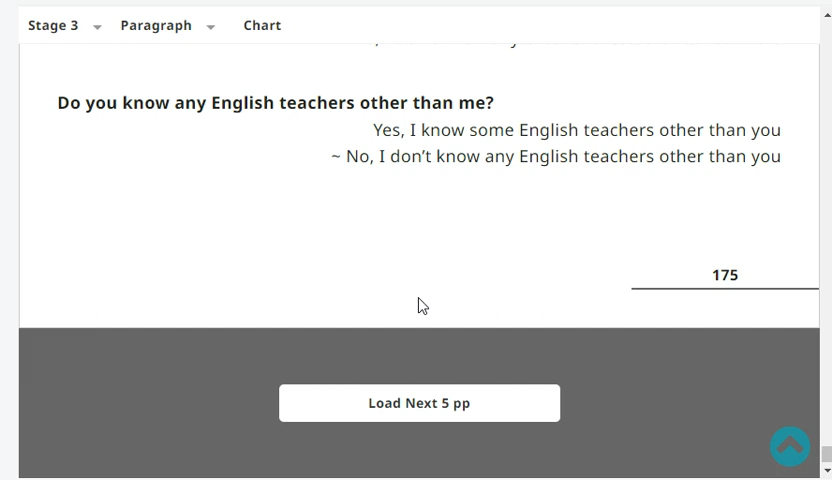 Stage 3 Paragraph Chart
Do you know any English teachers other than me?
Yes, I know some English teachers other than you
~ No, I don’t know any English teachers other than you
175
Load Next 5 pp